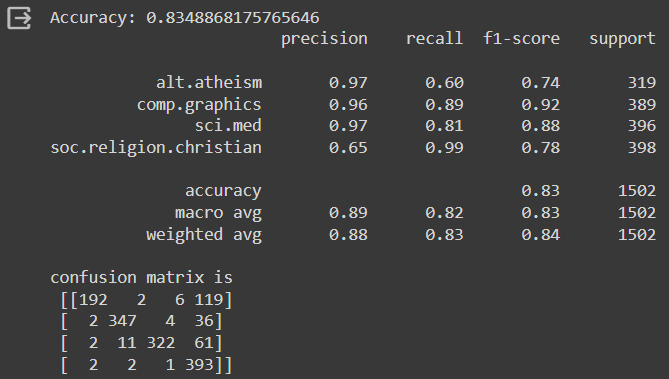 Accuracy: 0.8348868175765646
precision recall f1-score support
alt.atheism 0.97 0.60 0.74 319
comp.graphics 0.96 0.89 0.92 389
sci.med 0.97 0.81 0.88 396
soc.religion.christian 0.65 0.99 0.78 398
accuracy 0.83 1502
macro avg 0.89 0.82 0.83 1502
weighted avg 0.88 0.83 0.84 1502
confusion matrix is
[[192 2 6 119]
[ 2 347 4 36]
[ 2 11 322 61]
[ 2 2 1 393]]